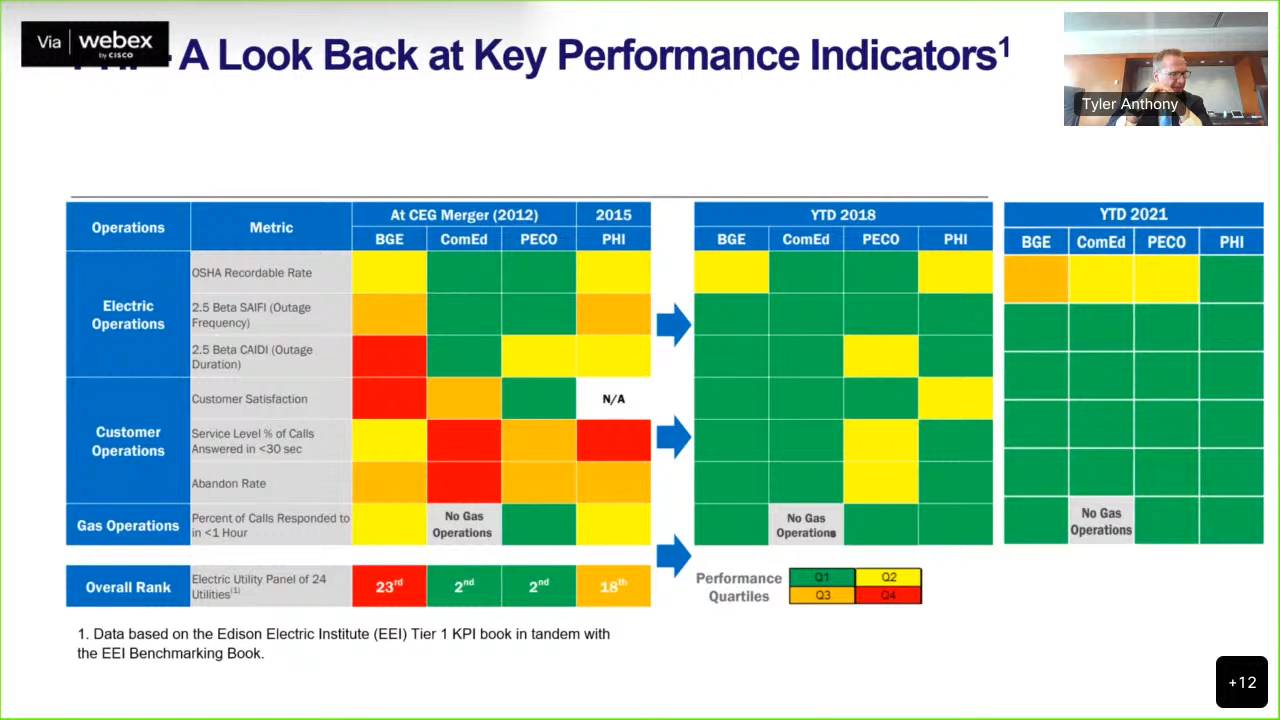 Via webex
by CISCO
- A Look Back at Key Performance Indicators¹
Tyler Anthony
Operations
Metric
At CEG Merger (2012)
2015
BGE
ComEd
PECO
PHI
YTD 2018
BGE
ComEd
PECO
PHI
YTD 2021
BGE
ComEd
PECO
PHI
Electric
Operations
OSHA Recordable Rate
2.5 Beta SAIFI (Outage
Frequency)
2.5 Beta CAIDI (Outage
Duration)
Customer
Operations
Customer Satisfaction
N/A
Service Level % of Calls
Answered in <30 sec
Abandon Rate
Gas Operations
Percent of Calls Responded to
in <1 Hour
No Gas
Operations
No Gas
Operations
No Gas
Operations
Overall Rank
Electric Utility Panel of 24
Utilities(1)
23rd
2nd
2nd
18th
Performance
Quartiles
Q1
Q2
Q3
Q4
1. Data based on the Edison Electric Institute (EEI) Tier 1 KPI book in tandem with
the EEI Benchmarking Book.
+12